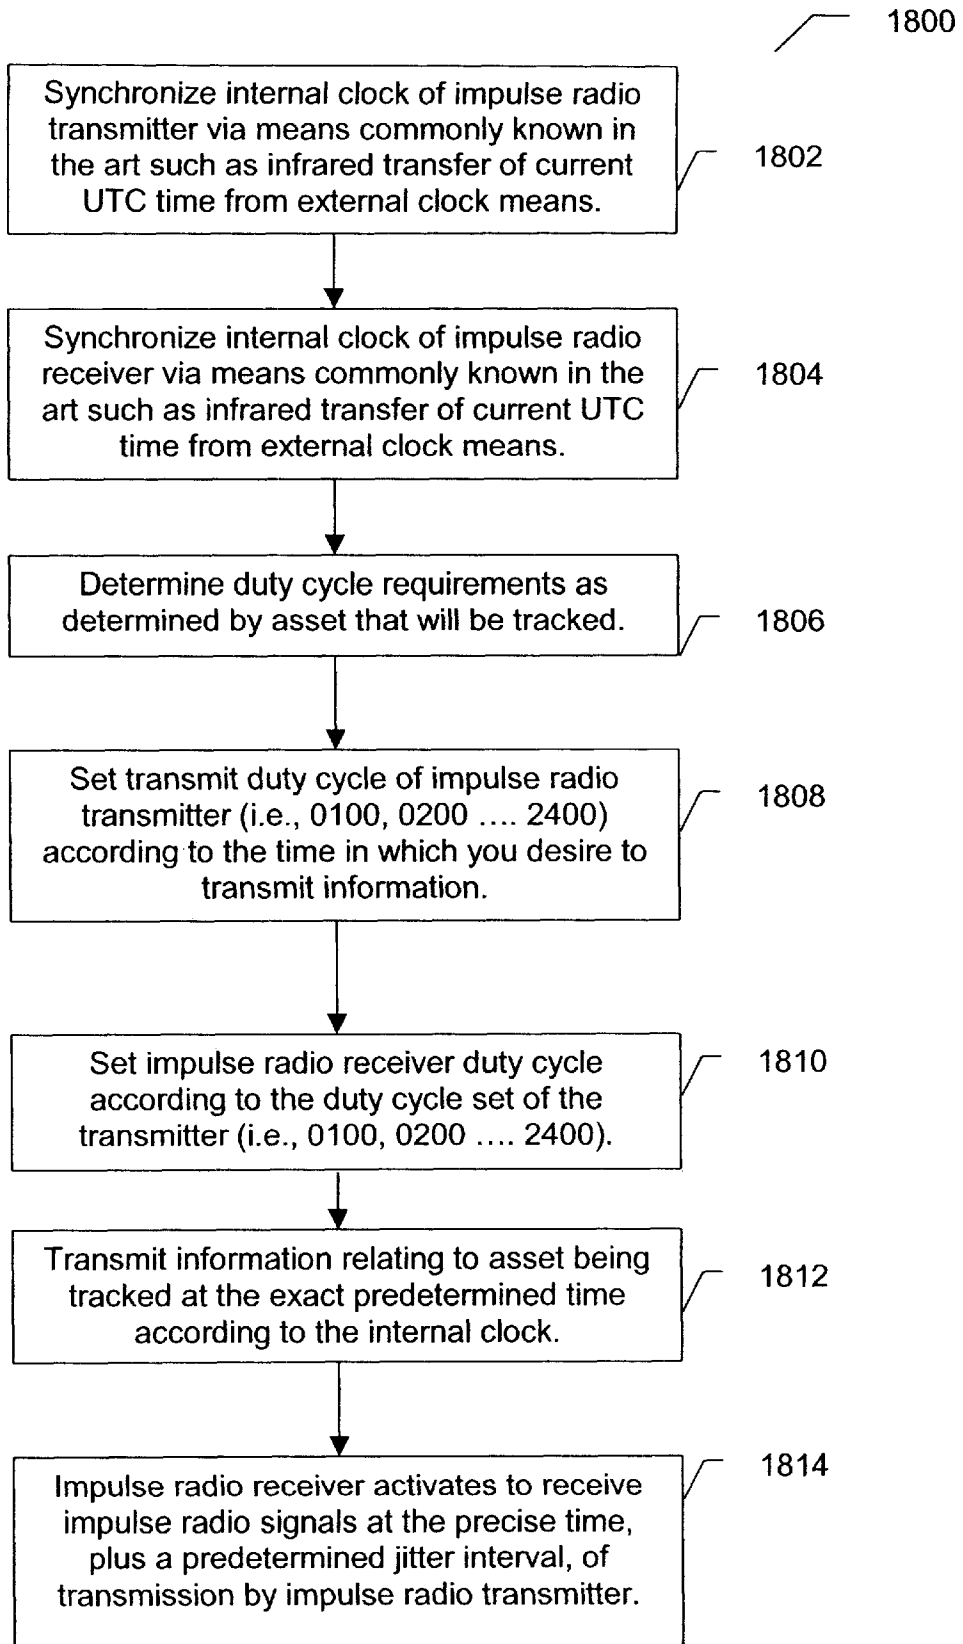 1800
Synchronize internal clock of impulse radio
transmitter via means commonly known in
the art such as infrared transfer of current
UTC time from external clock means.
1802
Synchronize internal clock of impulse radio
receiver via means commonly known in the
art such as infrared transfer of current UTC
time from external clock means.
1804
Determine duty cycle requirements as
determined by asset that will be tracked.
1806
Set transmit duty cycle of impulse radio
transmitter (i.e., 0100, 0200 .... 2400)
according to the time in which you desire to
transmit information.
1808
Set impulse radio receiver duty cycle
according to the duty cycle set of the
transmitter (i.e., 0100, 0200 .... 2400).
1810
Transmit information relating to asset being
tracked at the exact predetermined time
according to the internal clock.
1812
Impulse radio receiver activates to receive
impulse radio signals at the precise time,
plus a predetermined jitter interval, of
transmission by impulse radio transmitter.
1814